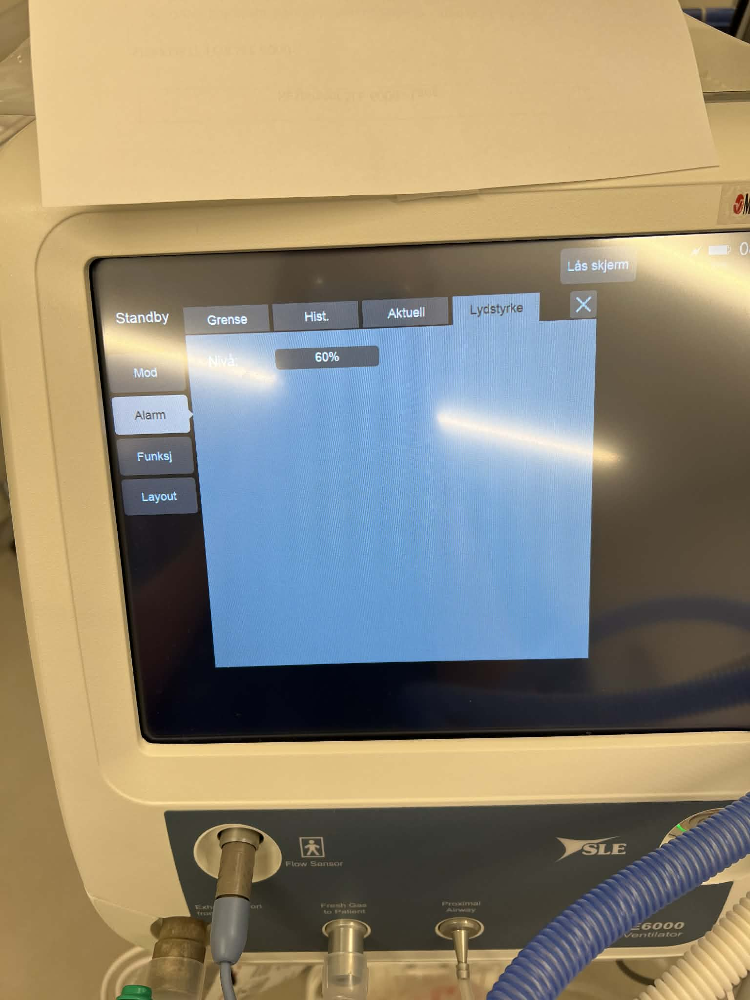 Lås skjerm
Standby
Grense
Hist.
Aktuell
Lydstyrke
Nivå:
60%
Mod
Alarm
Funksj
Layout
Flow Sensor
SLE
Fresh Gas
to Patient
Proximal
Airway
E6000
Ventilator